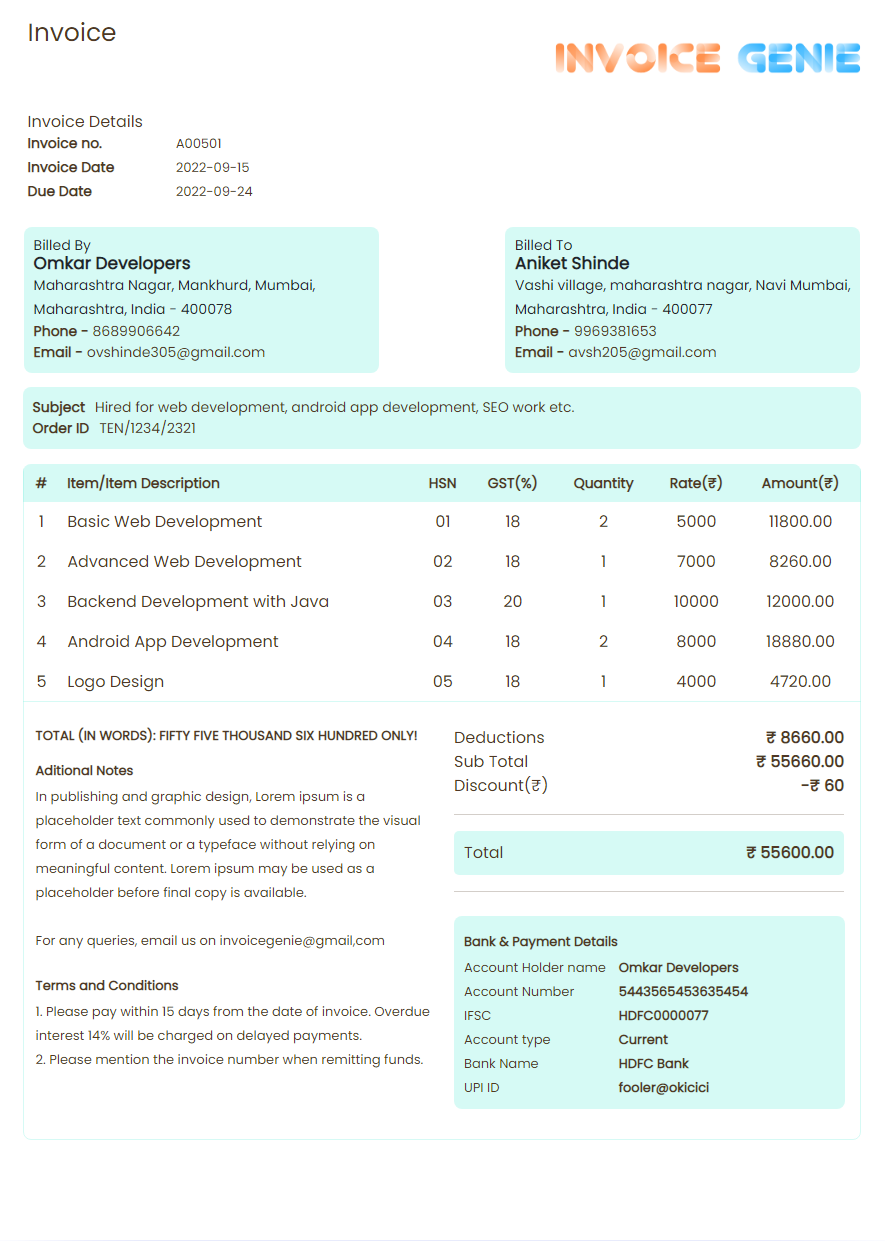 Invoice
INVOICE GENIE
Invoice Details
Invoice no. A00501
Invoice Date 2022-09-15
Due Date 2022-09-24
Billed By
Omkar Developers
Maharashtra Nagar, Mankhurd, Mumbai,
Maharashtra, India - 400078
Phone - 8689906642
Email - ovshinde305@gmail.com
Billed To
Aniket Shinde
Vashi village, maharashtra nagar, Navi Mumbai,
Maharashtra, India - 400077
Phone - 9969381653
Email - avsh205@gmail.com
Subject Hired for web development, android app development, SEO work etc.
Order ID TEN/1234/2321
# Item/Item Description HSN GST(%) Quantity Rate(₹) Amount(₹)
1 Basic Web Development 01 18 2 5000 11800.00
2 Advanced Web Development 02 18 1 7000 8260.00
3 Backend Development with Java 03 20 1 10000 12000.00
4 Android App Development 04 18 2 8000 18880.00
5 Logo Design 05 18 1 4000 4720.00
TOTAL (IN WORDS): FIFTY FIVE THOUSAND SIX HUNDRED ONLY!
Aditional Notes
In publishing and graphic design, Lorem ipsum is a
placeholder text commonly used to demonstrate the visual
form of a document or a typeface without relying on
meaningful content. Lorem ipsum may be used as a
placeholder before final copy is available.
For any queries, email us on invoicegenie@gmail,com
Terms and Conditions
1. Please pay within 15 days from the date of invoice. Overdue
interest 14% will be charged on delayed payments.
2. Please mention the invoice number when remitting funds.
Deductions ₹ 8660.00
Sub Total ₹ 55660.00
Discount(₹) -₹ 60
Total ₹ 55600.00
Bank & Payment Details
Account Holder name Omkar Developers
Account Number 5443565453635454
IFSC HDFC0000077
Account type Current
Bank Name HDFC Bank
UPI ID fooler@okicici